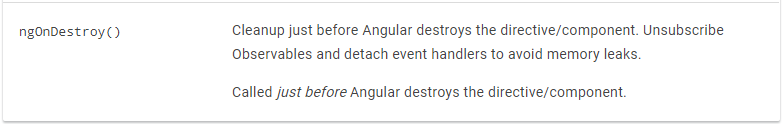 ngOnDestroy()
Cleanup just before Angular destroys the directive/component. Unsubscribe
Observables and detach event handlers to avoid memory leaks.
Called just before Angular destroys the directive/component.